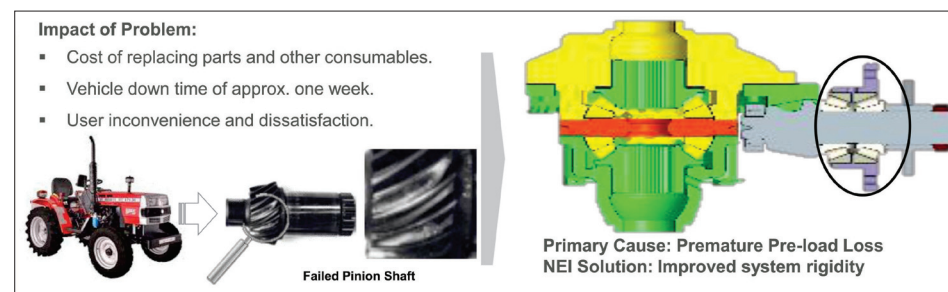 Impact of Problem:
▪ Cost of replacing parts and other consumables.
▪ Vehicle down time of approx. one week.
▪ User inconvenience and dissatisfaction.
Failed Pinion Shaft
Primary Cause: Premature Pre-load Loss
NEI Solution: Improved system rigidity